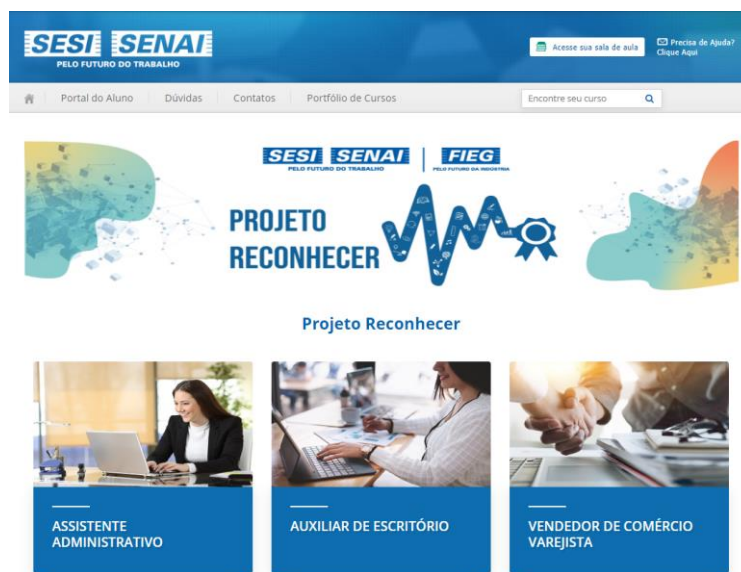 SESI SENAI
PELO FUTURO DO TRABALHO
Acesse sua sala de aula
Precisa de Ajuda?
Clique Aqui
Portal do Aluno
Dúvidas
Contatos
Portfólio de Cursos
Encontre seu curso
SESI SENAI FIEG
PELO FUTURO DO TRABALHO PELO FUTURO DA INDÚSTRIA
PROJETO
RECONHECER
Projeto Reconhecer
ASSISTENTE
ADMINISTRATIVO
AUXILIAR DE ESCRITÓRIO
VENDEDOR DE COMÉRCIO
VAREJISTA